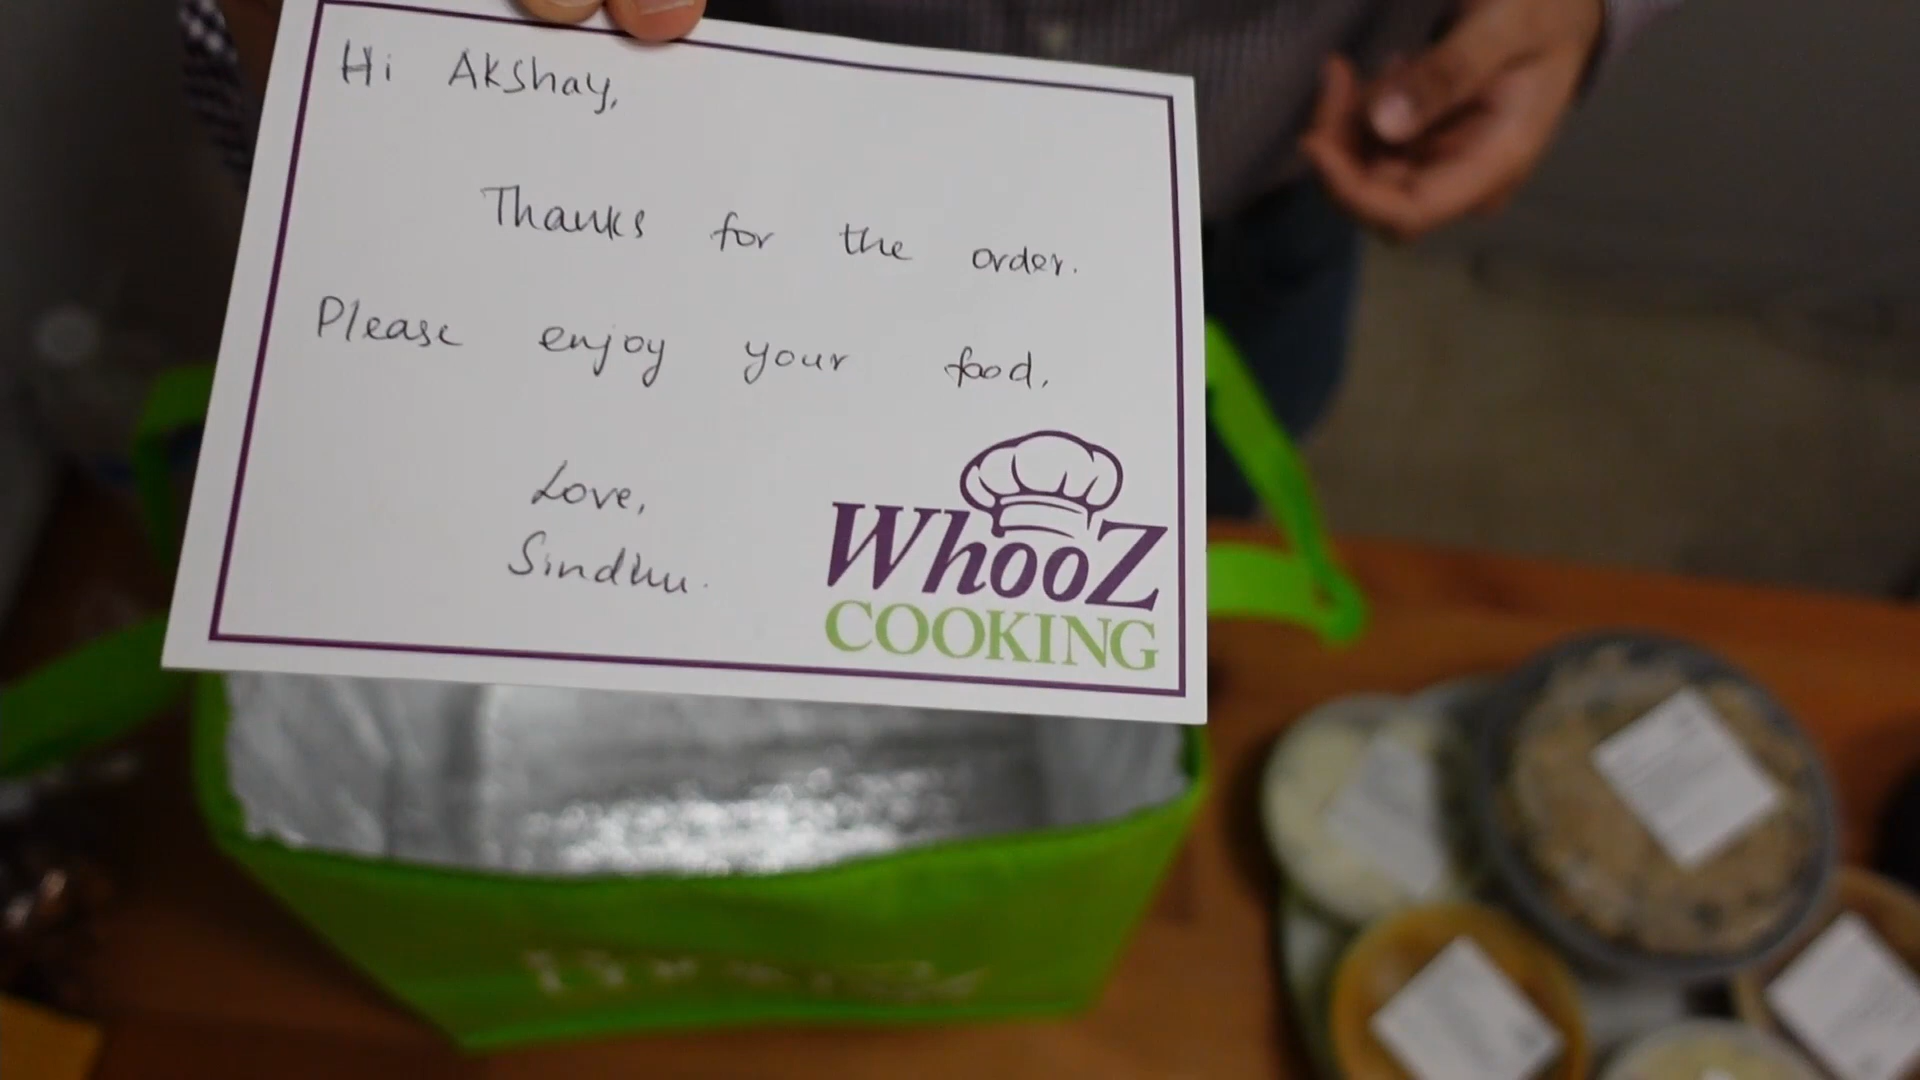 Hi Akshay,
Thanks for the order.
Please enjoy your food.
Love,
Sindhu.
WhooZ
COOKING